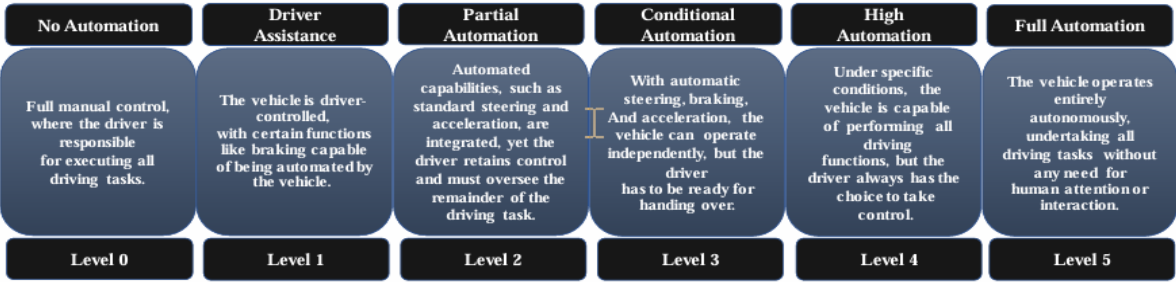 No Automation
Full manual control,
where the driver is
responsible
for executing all
driving tasks.
Level 0
Driver
Assistance
The vehicle is driver-
controlled,
with certain functions
like braking capable
of being automated by
the vehicle.
Level 1
Partial
Automation
Automated
capabilities, such as
standard steering and
acceleration, are
integrated, yet the
driver retains control
and must oversee the
remainder of the
driving task.
Level 2
Conditional
Automation
With automatic
steering, braking,
And acceleration, the
vehicle can operate
independently, but the
driver
has to be ready for
handing over.
Level 3
High
Automation
Under specific
conditions, the
vehicle is capable
of performing all
driving
functions, but the
driver always has the
choice to take
control.
Level 4
Full Automation
The vehicle operates
entirely
autonomously,
undertaking all
driving tasks without
any need for
human attention or
interaction.
Level 5